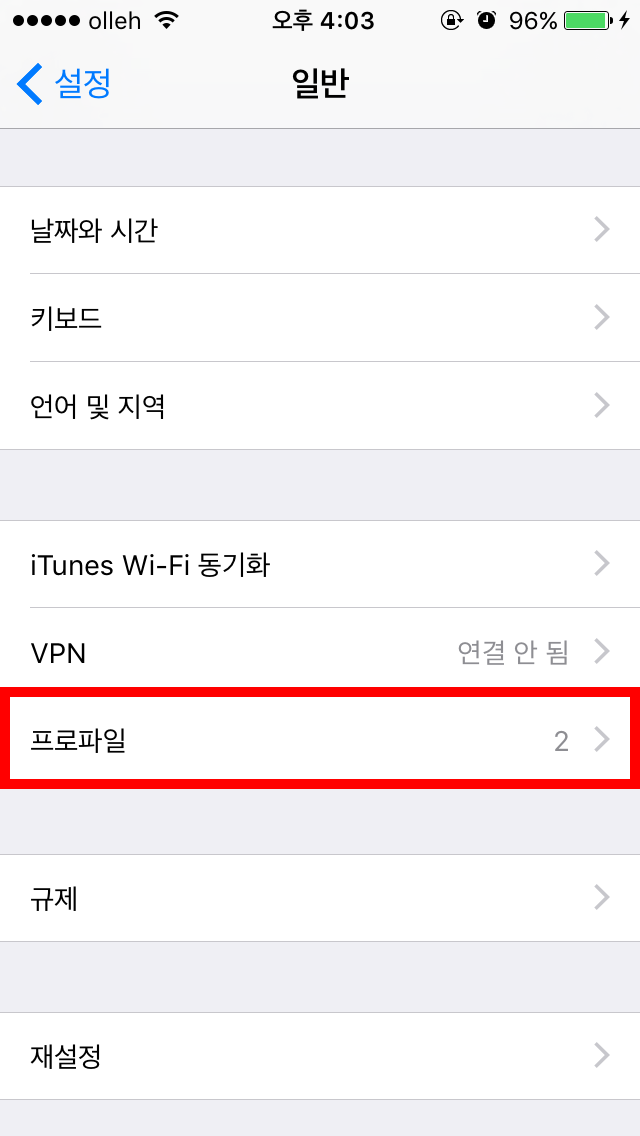 olleh 오후 4:03 96%
설정 일반
날짜와 시간
키보드
언어 및 지역
iTunes Wi-Fi 동기화
VPN 연결 안 됨
프로파일 2
규제
재설정